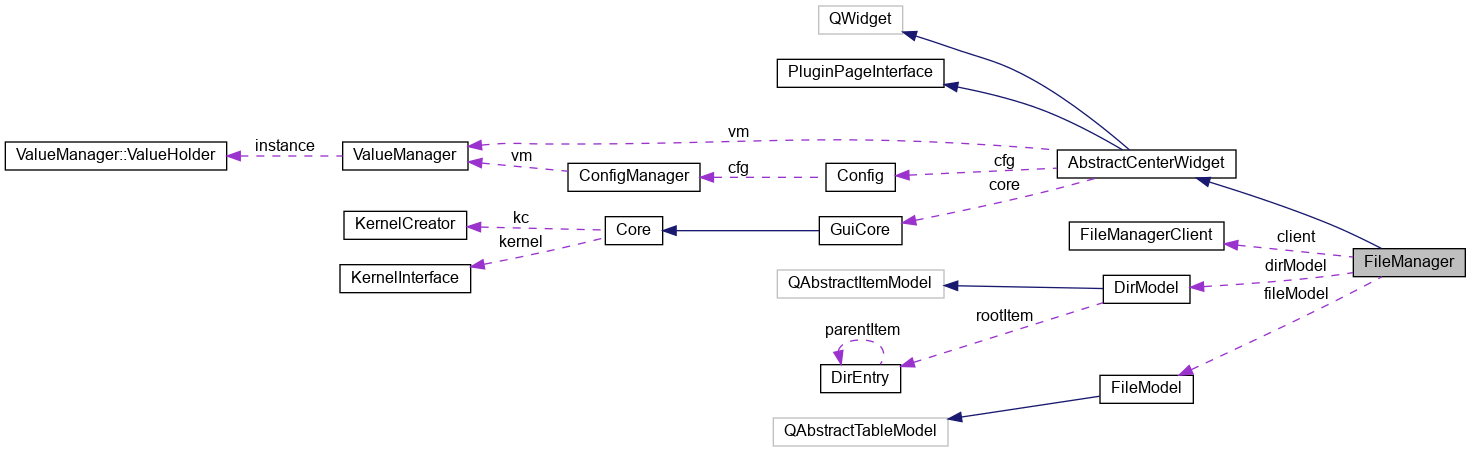 QWidget
PluginPageInterface
vm
instance
ValueManager::ValueHolder
ValueManager
vm
cfg
AbstractCenterWidget
ConfigManager
cfg
Config
core
KernelCreator
kc
Core
GuiCore
kernel
FileManagerClient
client
FileManager
KernelInterface
QAbstractItemModel
dirModel
DirModel
fileModel
rootItem
parentItem
DirEntry
FileModel
QAbstractTableModel